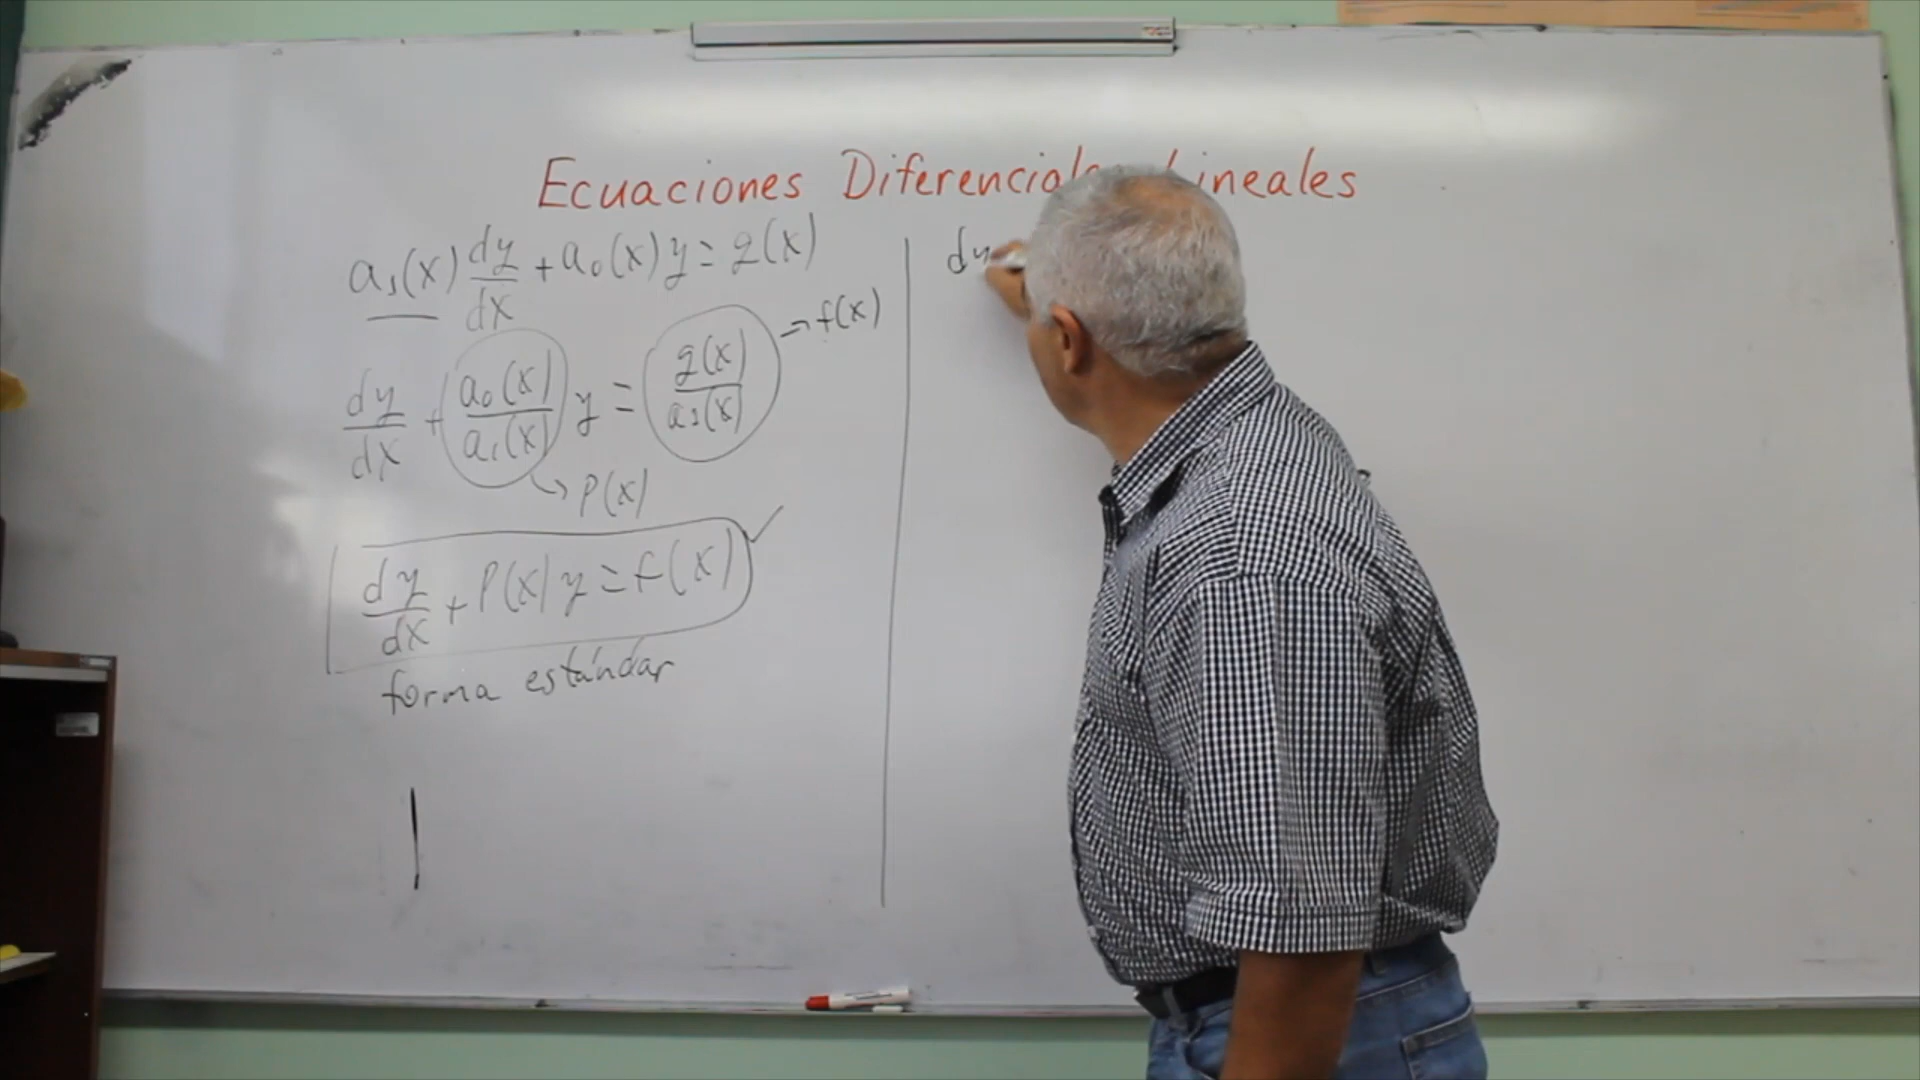 Ecuaciones Diferenciales Lineales
a₁(x) dy/dx + a₀(x) y = g(x)
dy/dx + a₀(x)/a₁(x) y = g(x)/a₁(x) ⇒ f(x)
↪ P(x)
dy/dx + P(x) y = f(x) ✓
forma estándar
dy